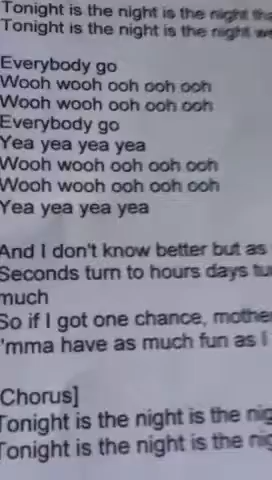 Tonight is the night is the night
Tonight is the night is the night
Everybody go
Wooh wooh ooh ooh ooh
Wooh wooh ooh ooh ooh
Everybody go
Yea yea yea yea
Wooh wooh ooh ooh ooh
Wooh wooh ooh ooh ooh
Yea yea yea yea
And I don't know better but as
Seconds turn to hours days
much
So if I got one chance,
'mma have as much fun as I
Chorus]
Tonight is the night is the
Tonight is the night is the